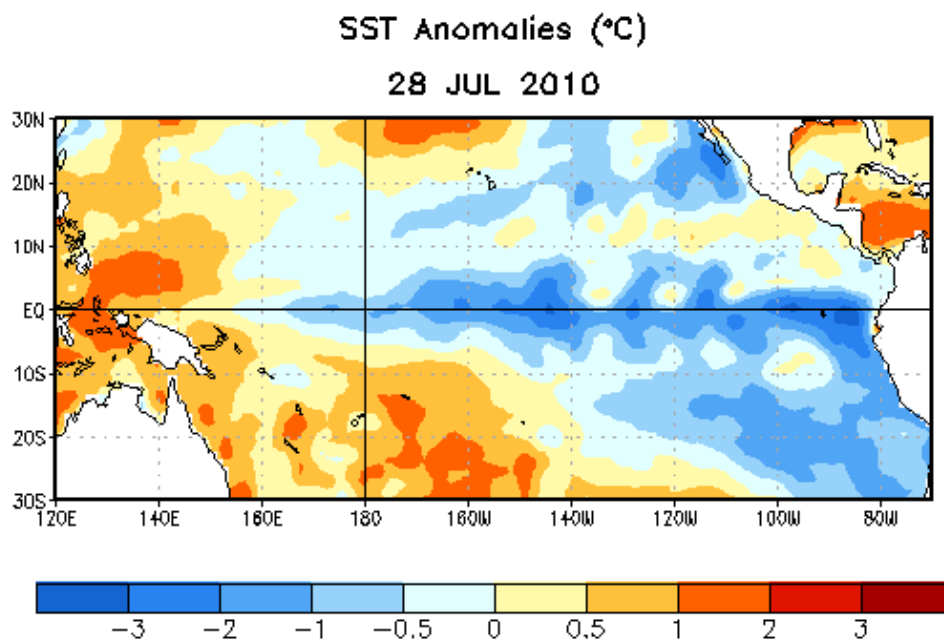 SST Anomalies (°C)
28 JUL 2010
30N
20N
10N
EQ
10S
20S
30S
120E 140E 160E 180 160W 140W 120W 100W 80W
-3 -2 -1 -0.5 0 0.5 1 2 3